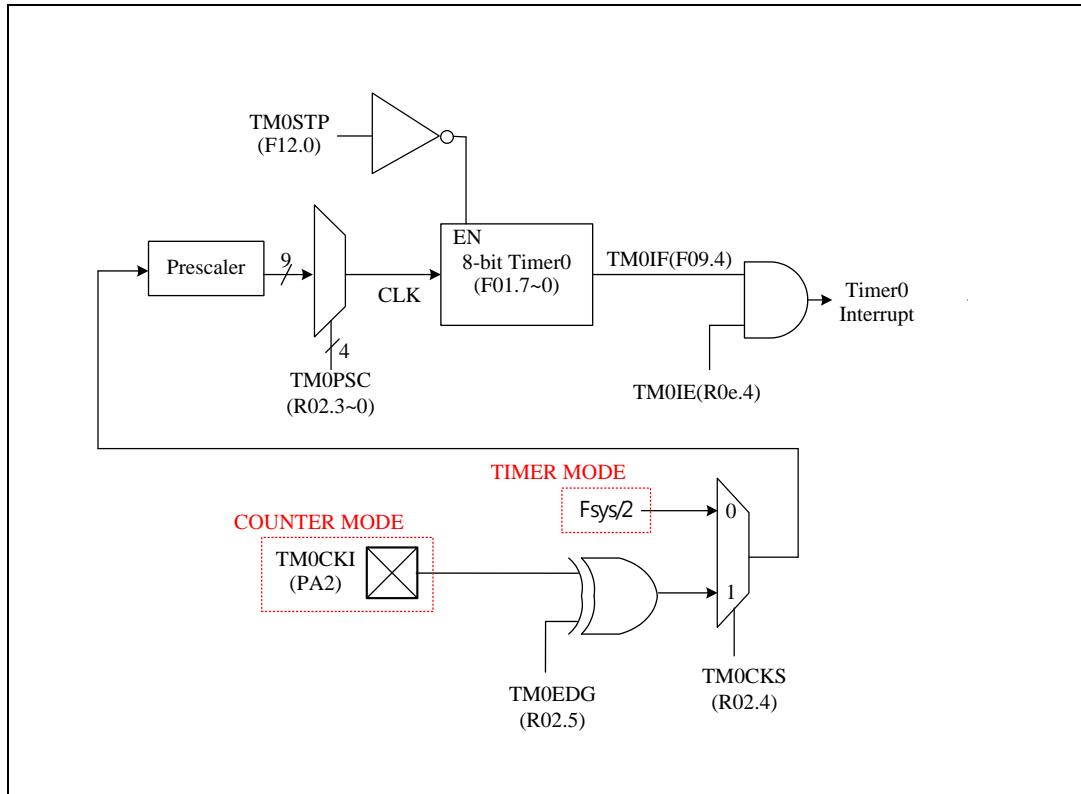 TM0STP
(F12.0)
EN
8-bit Timer0
(F01.7~0)
Prescaler
9
CLK
4
TM0PSC
(R02.3~0)
TM0IF(F09.4)
Timer0
Interrupt
TM0IE(R0e.4)
TIMER MODE
Fsys/2
0
COUNTER MODE
TM0CKI
(PA2)
1
TM0EDG
(R02.5)
TM0CKS
(R02.4)